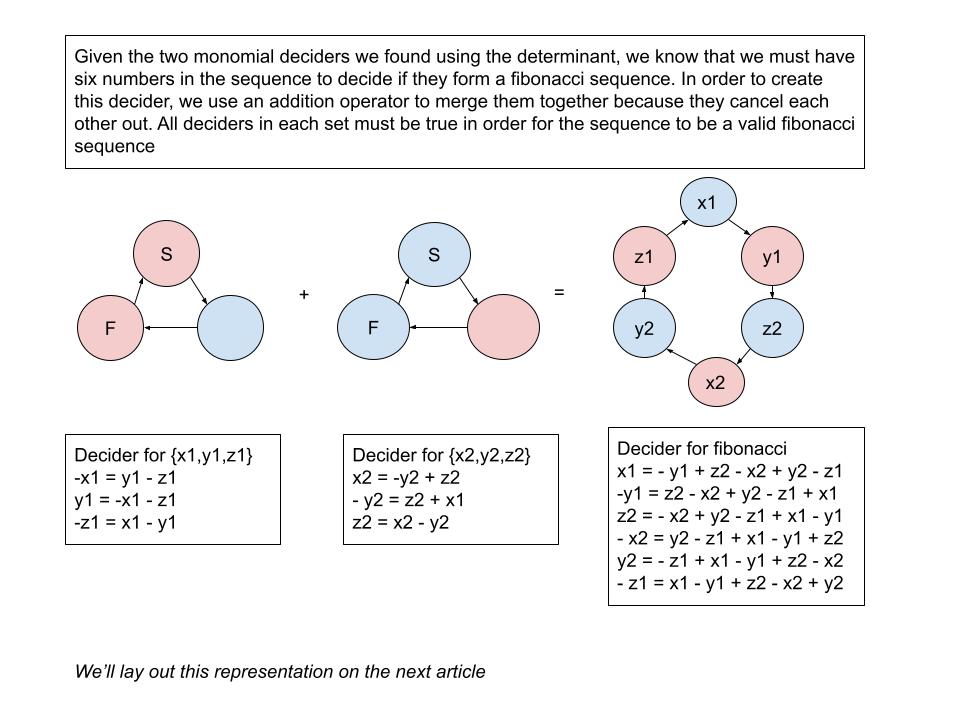 Given the two monomial deciders we found using the determinant, we know that we must have
six numbers in the sequence to decide if they form a fibonacci sequence. In order to create
this decider, we use an addition operator to merge them together because they cancel each
other out. All deciders in each set must be true in order for the sequence to be a valid fibonacci
sequence
S
F
+
S
F
=
x1
z1
y1
y2
z2
x2
Decider for {x1,y1,z1}
-x1 = y1 - z1
y1 = -x1 - z1
-z1 = x1 - y1
Decider for {x2,y2,z2}
x2 = -y2 + z2
- y2 = z2 + x1
z2 = x2 - y2
Decider for fibonacci
x1 = - y1 + z2 - x2 + y2 - z1
-y1 = z2 - x2 + y2 - z1 + x1
z2 = - x2 + y2 - z1 + x1 - y1
- x2 = y2 - z1 + x1 - y1 + z2
y2 = - z1 + x1 - y1 + z2 - x2
- z1 = x1 - y1 + z2 - x2 + y2
We’ll lay out this representation on the next article